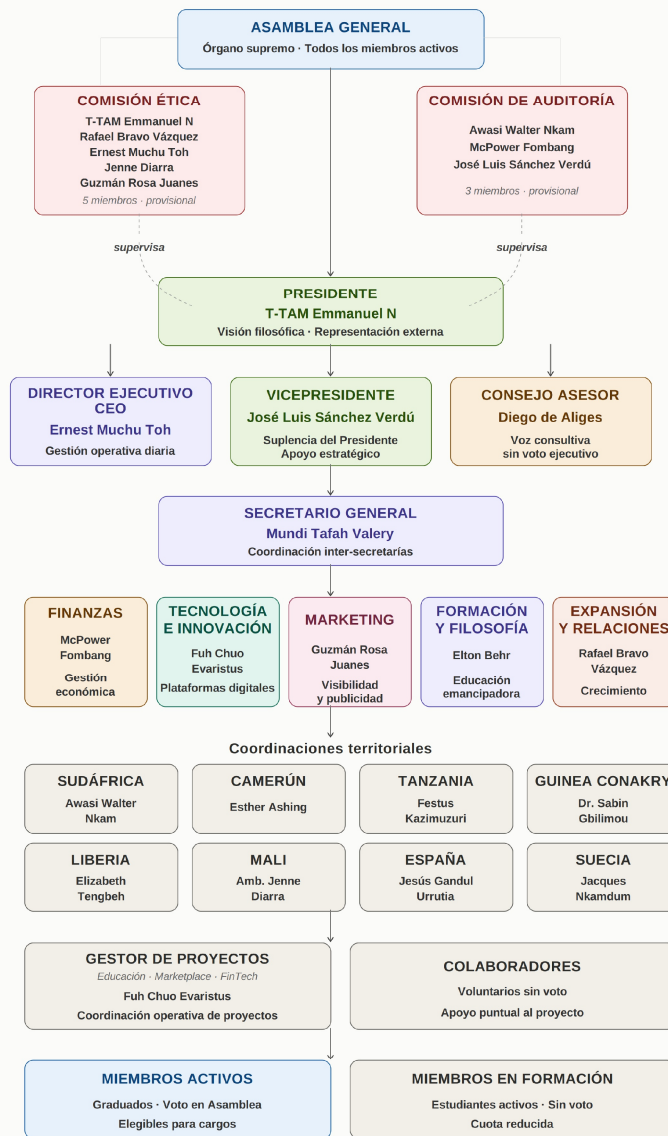 ASAMBLEA GENERAL
Órgano supremo · Todos los miembros activos
COMISIÓN ÉTICA
T-TAM Emmanuel N
Rafael Bravo Vázquez
Ernest Muchu Toh
Jenne Diarra
Guzmán Rosa Juanes
5 miembros · provisional
COMISIÓN DE AUDITORÍA
Awasi Walter Nkam
McPower Fombang
José Luis Sánchez Verdú
3 miembros · provisional
supervisa
supervisa
PRESIDENTE
T-TAM Emmanuel N
Visión filosófica · Representación externa
DIRECTOR EJECUTIVO
CEO
Ernest Muchu Toh
Gestión operativa diaria
VICEPRESIDENTE
José Luis Sánchez Verdú
Suplencia del Presidente
Apoyo estratégico
CONSEJO ASESOR
Diego de Aliges
Voz consultiva
sin voto ejecutivo
SECRETARIO GENERAL
Mundi Tafah Valery
Coordinación inter-secretarías
FINANZAS
McPower
Fombang
Gestión
económica
TECNOLOGÍA
E INNOVACIÓN
Fuh Chuo
Evaristus
Plataformas digitales
MARKETING
Guzmán Rosa
Juanes
Visibilidad
y publicidad
FORMACIÓN
Y FILOSOFÍA
Elton Behr
Educación
emancipadora
EXPANSIÓN
Y RELACIONES
Rafael Bravo
Vázquez
Crecimiento
Coordinaciones territoriales
SUDÁFRICA
Awasi Walter
Nkam
CAMERÚN
Esther Ashing
TANZANIA
Festus
Kazimuzuri
GUINEA CONAKRY
Dr. Sabin
Gbilimou
LIBERIA
Elizabeth
Tengbeh
MALI
Amb. Jenne
Diarra
ESPAÑA
Jesús Gandul
Urrutia
SUECIA
Jacques
Nkamdum
GESTOR DE PROYECTOS
Educación · Marketplace · FinTech
Fuh Chuo Evaristus
Coordinación operativa de proyectos
COLABORADORES
Voluntarios sin voto
Apoyo puntual al proyecto
MIEMBROS ACTIVOS
Graduados · Voto en Asamblea
Elegibles para cargos
MIEMBROS EN FORMACIÓN
Estudiantes activos · Sin voto
Cuota reducida